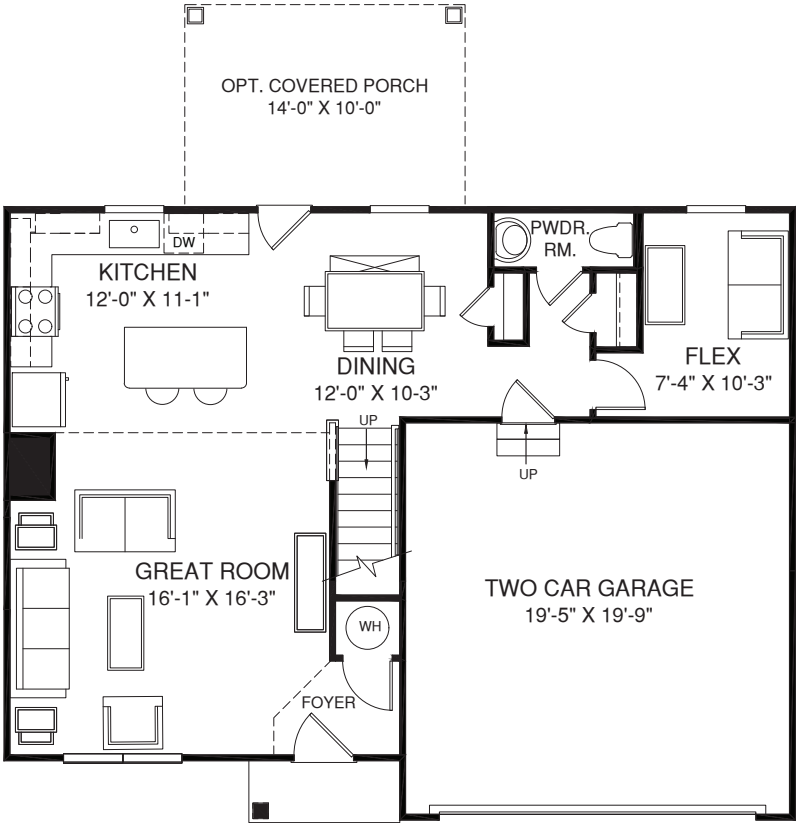 OPT. COVERED PORCH
14'-0" X 10'-0"
DW
PWDR.
RM.
KITCHEN
12'-0" X 11-1"
DINING
12'-0" X 10-3"
FLEX
7'-4" X 10'-3"
UP
UP
GREAT ROOM
16'-1" X 16'-3"
TWO CAR GARAGE
19'-5" X 19'-9"
WH
FOYER